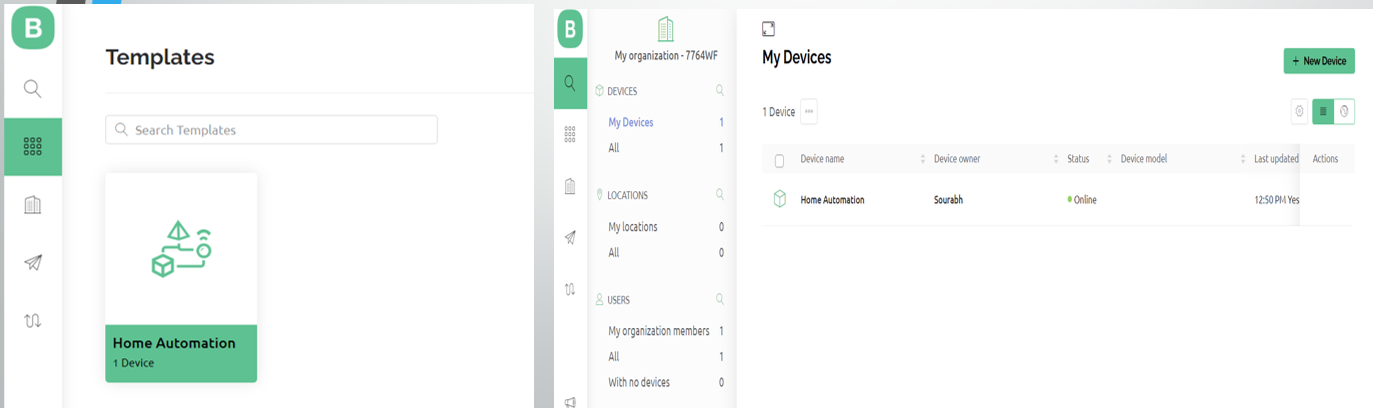 B
Templates
Search Templates
Home Automation
1 Device
B
My organization - 7764WF
DEVICES
My Devices 1
All 1
LOCATIONS
My locations 0
All 0
USERS
My organization members 1
All 1
With no devices 0
My Devices
+ New Device
1 Device
Device name Device owner Status Device model Last updated Actions
Home Automation Sourabh Online 12:50 PM Yes